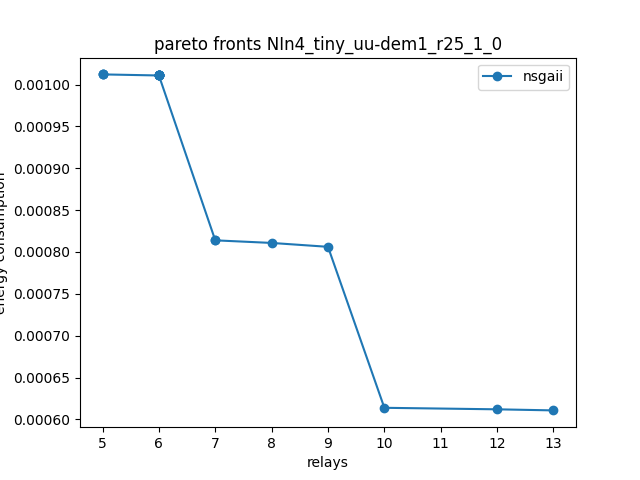 pareto fronts NIn4_tiny_uu-dem1_r25_1_0
nsgaii
0.00100
0.00095
0.00090
0.00085
0.00080
0.00075
0.00070
0.00065
0.00060
energy consumption
5 6 7 8 9 10 11 12 13
relays